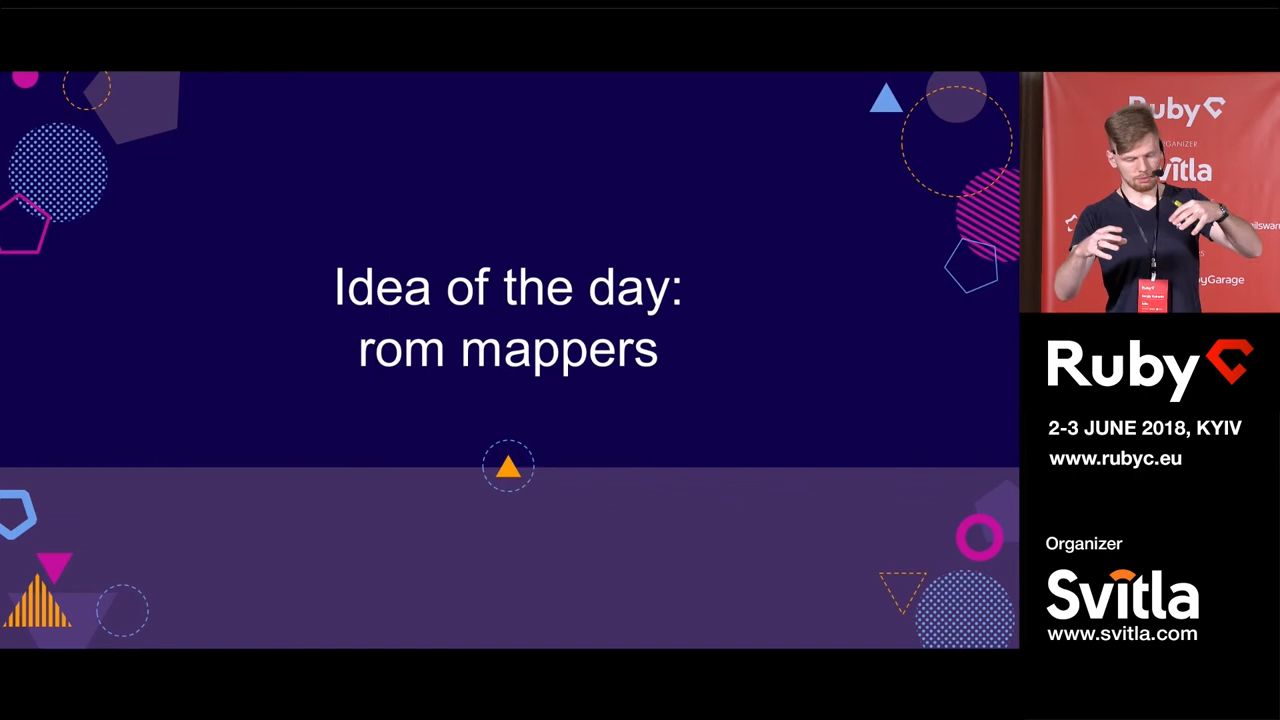 Idea of the day:
rom mappers
Ruby
ORGANIZER
Svitla
Ruby
2-3 JUNE 2018, KYIV
www.rubyc.eu
Organizer
Svitla
www.svitla.com